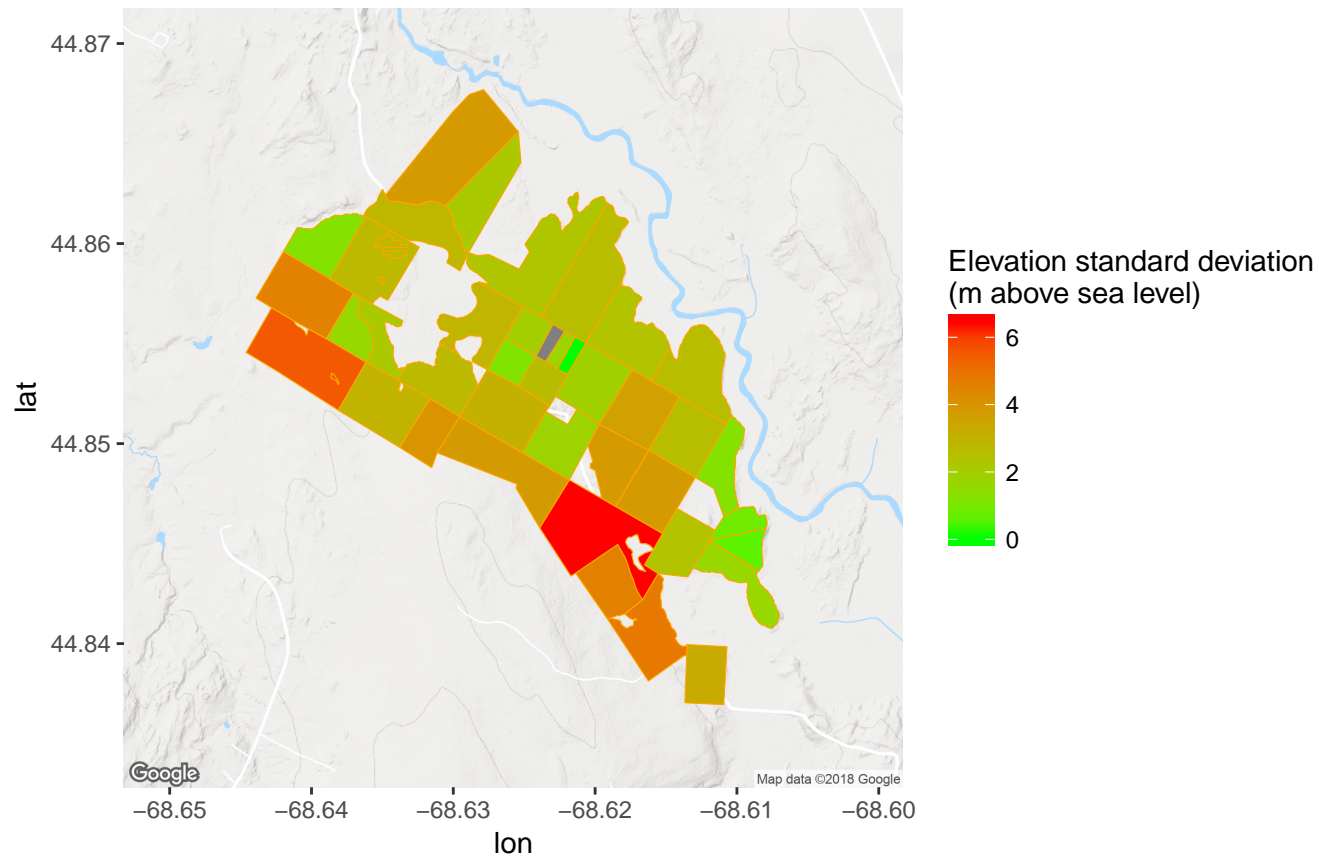 44.87
44.86
44.85
44.84
lat
−68.65
−68.64
−68.63
−68.62
−68.61
−68.60
lon
Google
Map data ©2018 Google
Elevation standard deviation
(m above sea level)
6
4
2
0